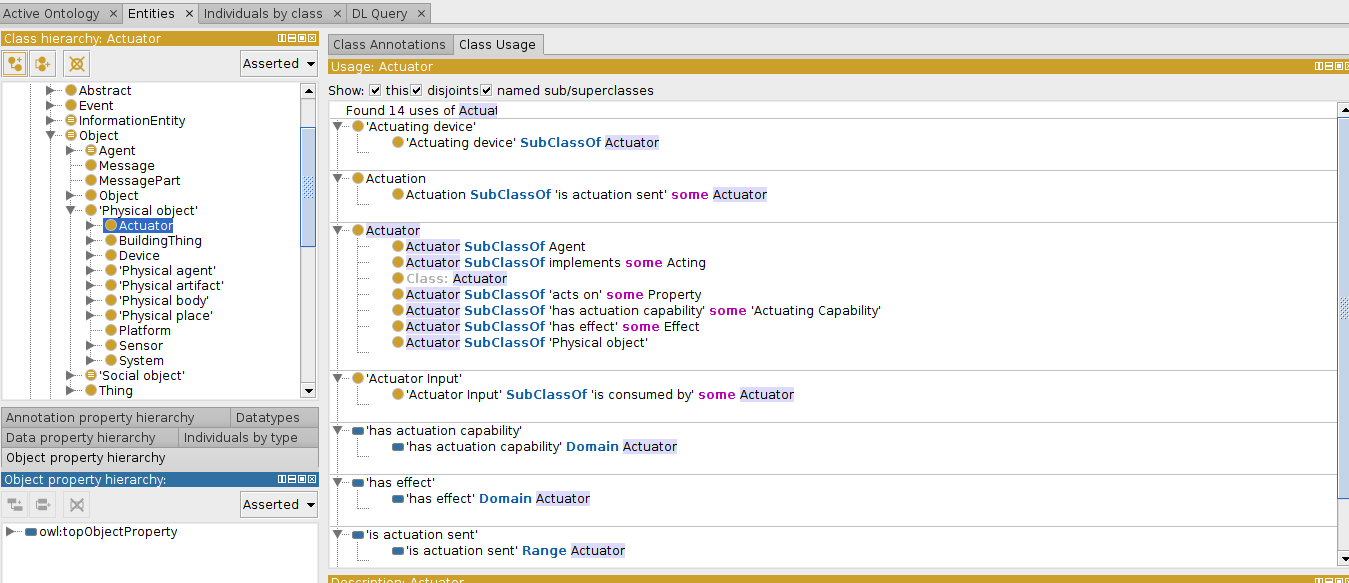 Active Ontology × Entities × Individuals by class × DL Query ×
Class hierarchy: Actuator
Asserted
Abstract
Event
InformationEntity
Object
Agent
Message
MessagePart
Object
'Physical object'
Actuator
BuildingThing
Device
'Physical agent'
'Physical artifact'
'Physical body'
'Physical place'
Platform
Sensor
System
'Social object'
Thing
Annotation property hierarchy Datatypes
Data property hierarchy Individuals by type
Object property hierarchy
Object property hierarchy:
Asserted
owl:topObjectProperty
Class Annotations Class Usage
Usage: Actuator
Show: this disjoints named sub/superclasses
Found 14 uses of Actuat
'Actuating device'
'Actuating device' SubClassOf Actuator
Actuation
Actuation SubClassOf 'is actuation sent' some Actuator
Actuator
Actuator SubClassOf Agent
Actuator SubClassOf implements some Acting
Class: Actuator
Actuator SubClassOf 'acts on' some Property
Actuator SubClassOf 'has actuation capability' some 'Actuating Capability'
Actuator SubClassOf 'has effect' some Effect
Actuator SubClassOf 'Physical object'
'Actuator Input'
'Actuator Input' SubClassOf 'is consumed by' some Actuator
'has actuation capability'
'has actuation capability' Domain Actuator
'has effect'
'has effect' Domain Actuator
'is actuation sent'
'is actuation sent' Range Actuator
Description: Actuator